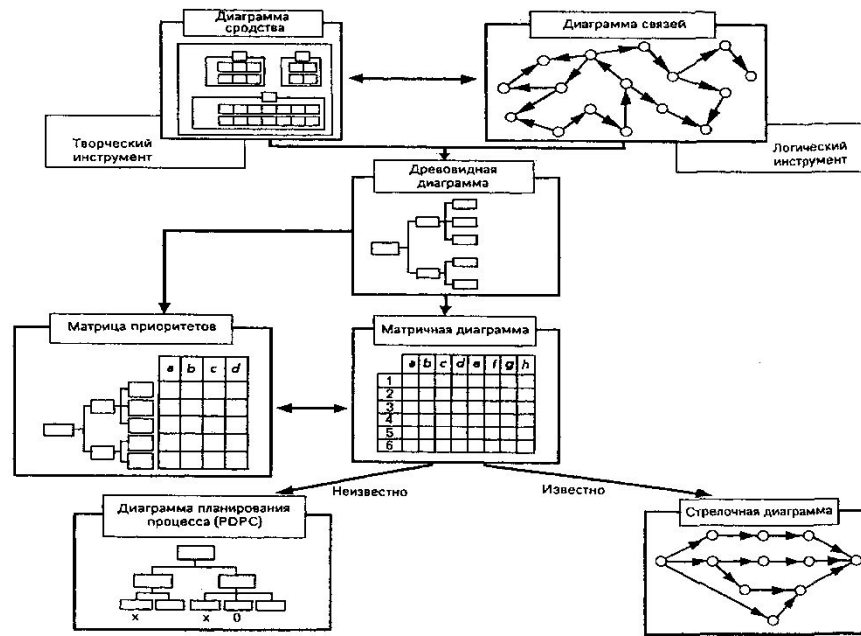 Диаграмма
сродства
Диаграмма связей
Творческий
инструмент
Логический
инструмент
Древовидная
диаграмма
Матрица приоритетов
a b c d
Матричная диаграмма
a b c d e f g h
1
2
3
4
5
6
Неизвестно
Известно
Диаграмма планирования
процесса (PDPC)
x x 0
Стрелочная диаграмма